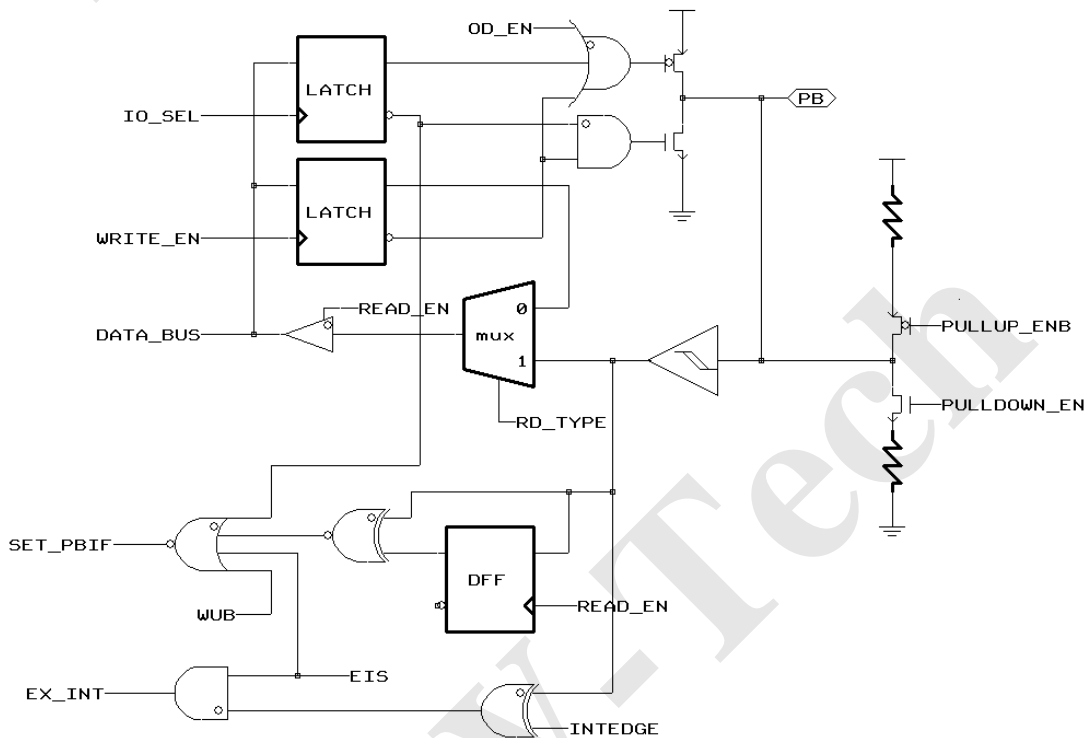 OD_EN
LATCH
PB
IO_SEL
LATCH
WRITE_EN
READ_EN
0
DATA_BUS
mux
PULLUP_ENB
1
PULLDOWN_EN
RD_TYPE
SET_PBIF
DFF
READ_EN
WUB
EIS
EX_INT
INTEDGE
y-Tech